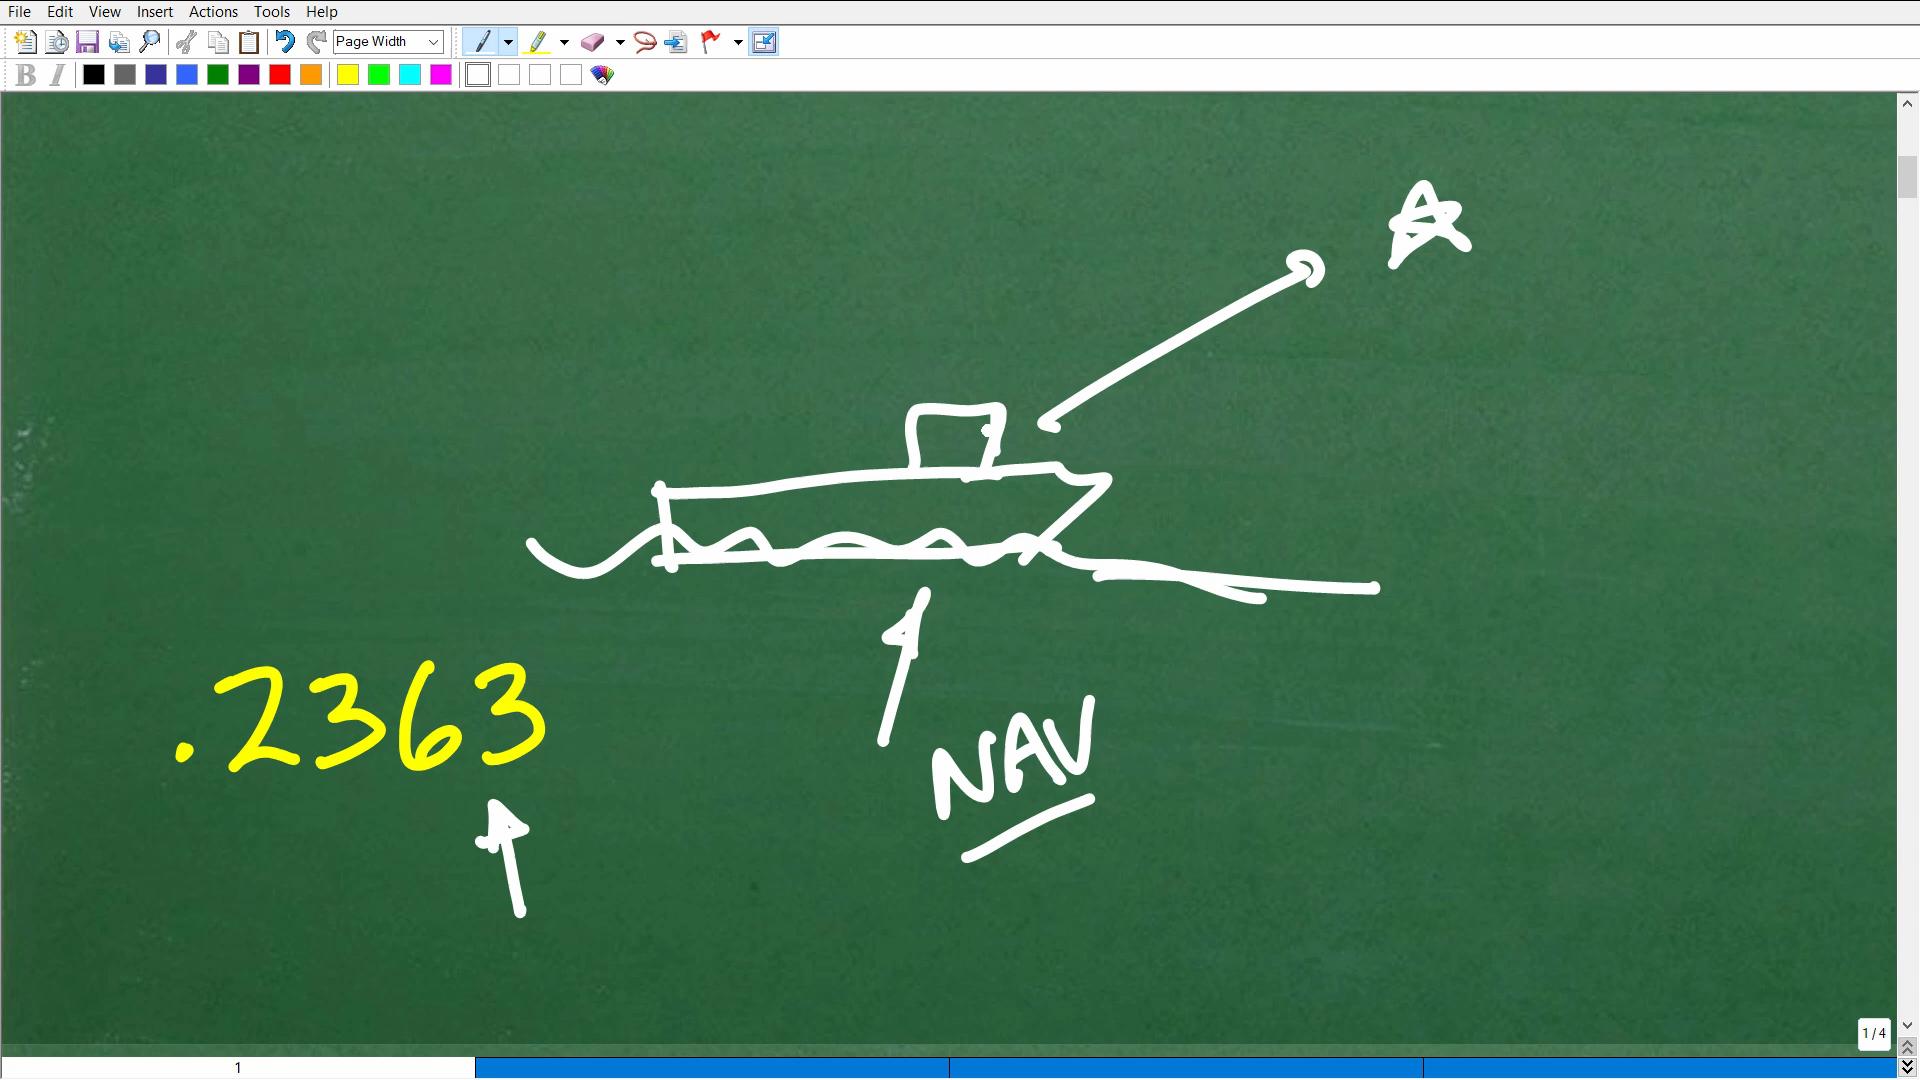 File Edit View Insert Actions Tools Help
Page Width
B I
.2363
NAV
1 / 4
1